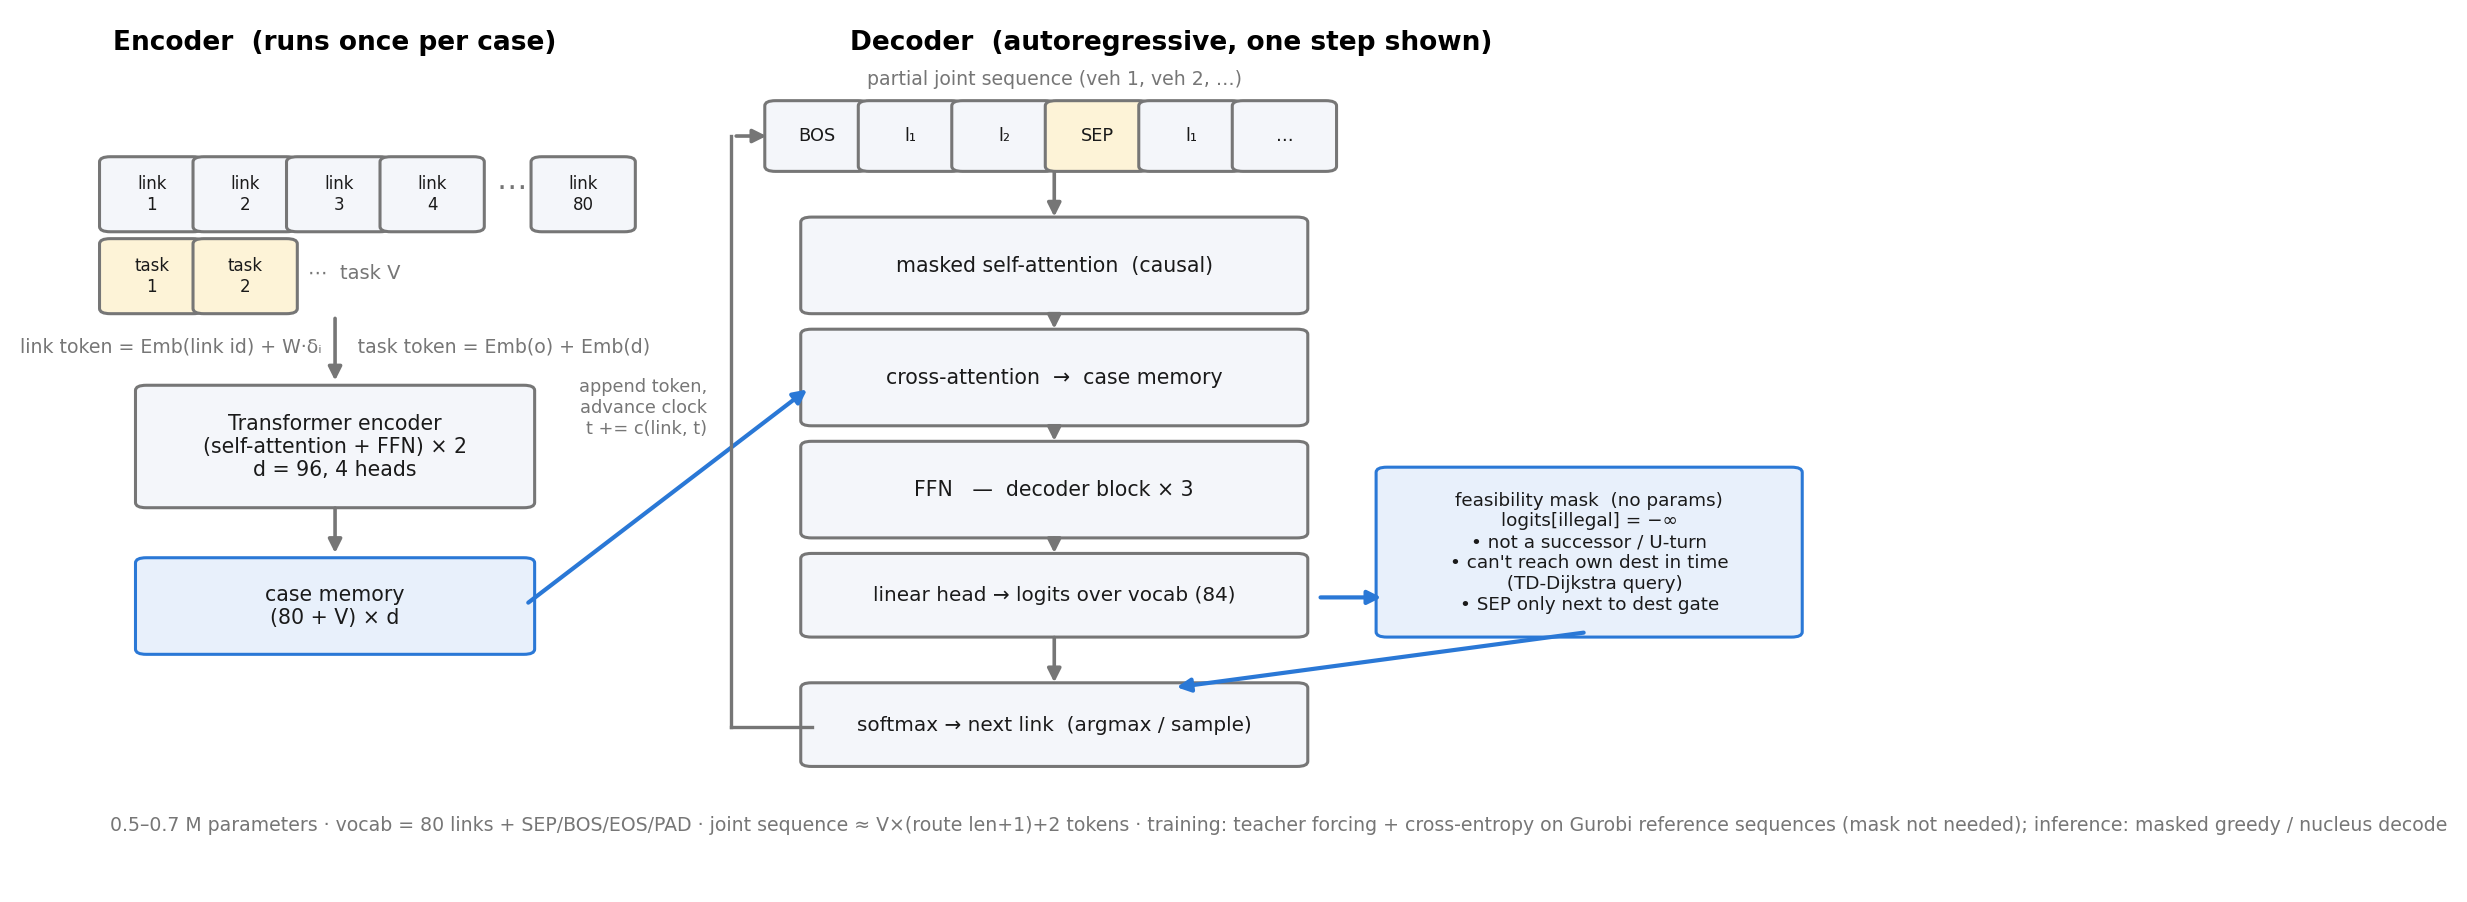 Encoder  (runs once per case)
link
1
link
2
link
3
link
4
⋯
link
80
task
1
task
2
⋯  task V
link token = Emb(link id) + W·δᵢ
task token = Emb(o) + Emb(d)
Transformer encoder
(self-attention + FFN) × 2
d = 96, 4 heads
case memory
(80 + V) × d
Decoder  (autoregressive, one step shown)
partial joint sequence (veh 1, veh 2, …)
BOS
l₁
l₂
SEP
l₁
…
masked self-attention  (causal)
cross-attention  →  case memory
append token,
advance clock
t += c(link, t)
FFN  —  decoder block × 3
linear head → logits over vocab (84)
feasibility mask  (no params)
logits[illegal] = −∞
• not a successor / U-turn
• can't reach own dest in time
(TD-Dijkstra query)
• SEP only next to dest gate
softmax → next link  (argmax / sample)
0.5–0.7 M parameters · vocab = 80 links + SEP/BOS/EOS/PAD · joint sequence ≈ V×(route len+1)+2 tokens · training: teacher forcing + cross-entropy on Gurobi reference sequences (mask not needed); inference: masked greedy / nucleus decode